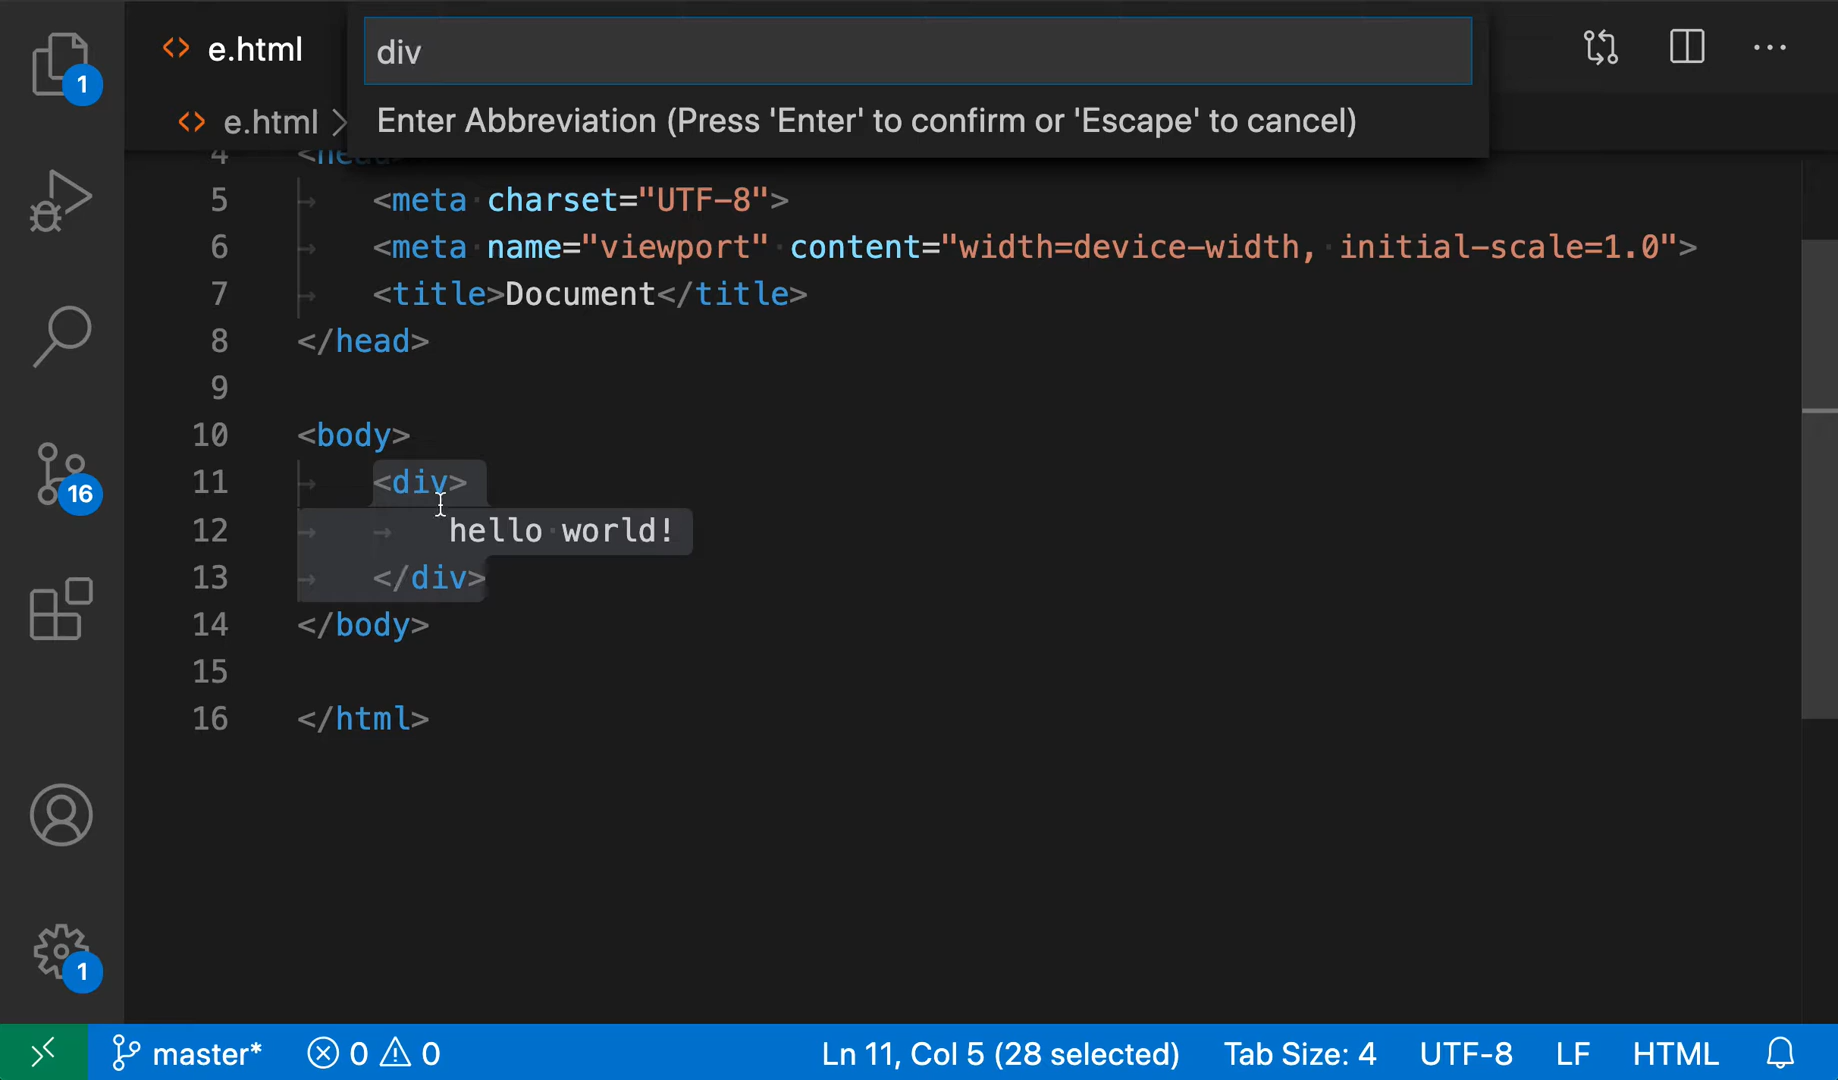 e.html
div
e.html >
Enter Abbreviation (Press 'Enter' to confirm or 'Escape' to cancel)
1
4 <head>
5 <meta charset="UTF-8">
6 <meta name="viewport" content="width=device-width, initial-scale=1.0">
7 <title>Document</title>
8 </head>
9
10 <body>
11 <div>
12 hello world!
13 </div>
14 </body>
15
16 </html>
16
1
master* 0 0 Ln 11, Col 5 (28 selected) Tab Size: 4 UTF-8 LF HTML